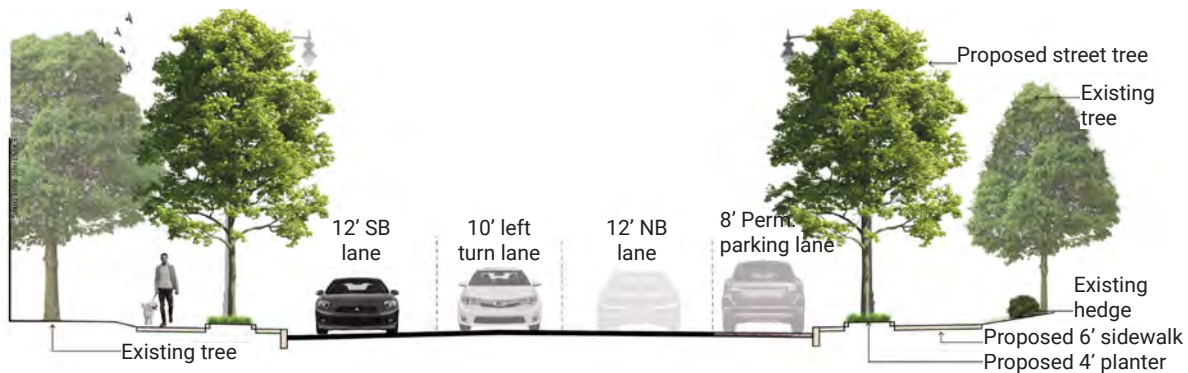 Proposed street tree
Existing
tree
12’ SB
lane
10’ left
turn lane
12’ NB
lane
8’ Perm.
parking lane
Existing
hedge
Proposed 6’ sidewalk
Proposed 4’ planter
Existing tree